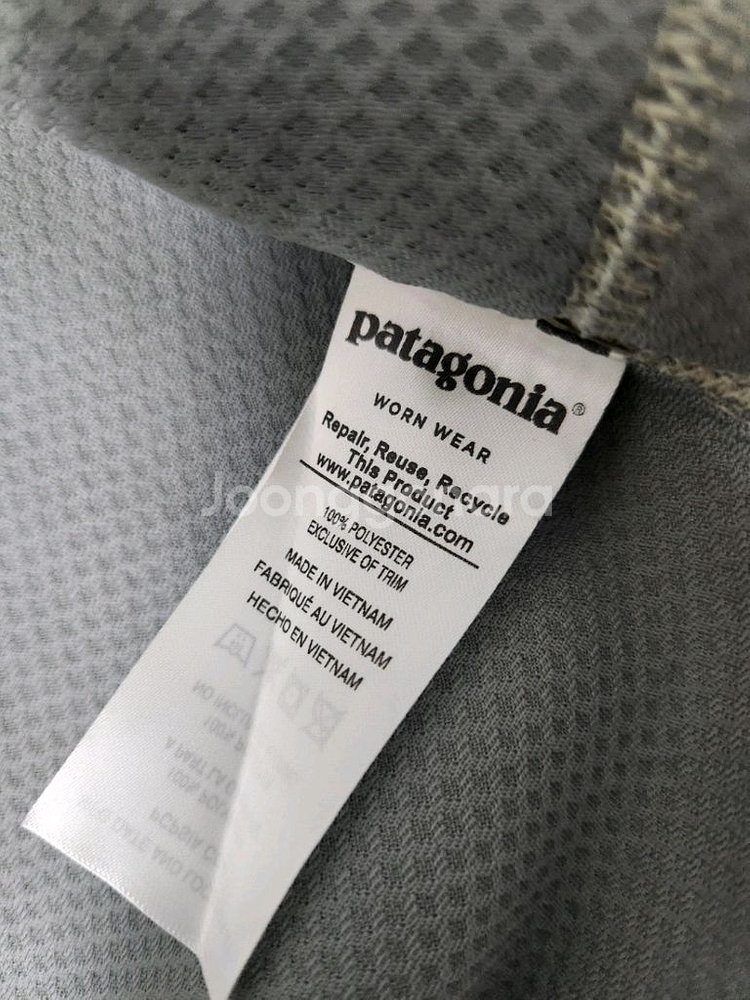 patagonia®
WORN WEAR
Repair, Reuse, Recycle
This Product
www.patagonia.com
100% POLYESTER
EXCLUSIVE OF TRIM
MADE IN VIETNAM
FABRIQUÉ AU VIETNAM
HECHO EN VIETNAM
Joonggonara